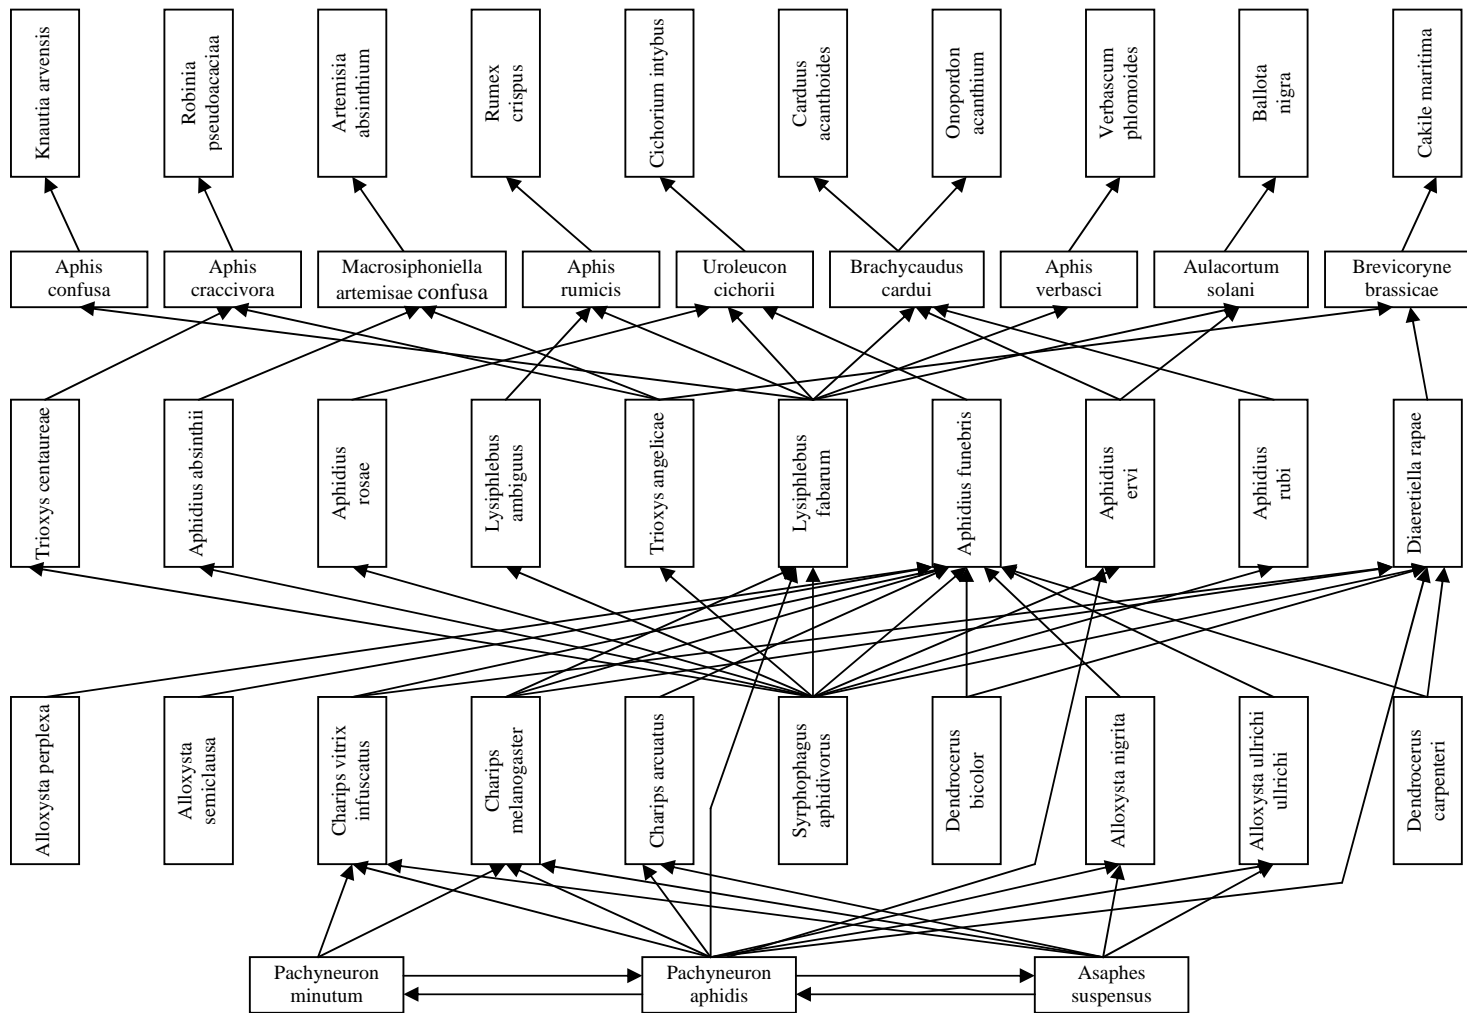 Knautia arvensis
Robinia
pseudoacaciaa
Artemisia
absinthium
Rumex
crispus
Cichorium intybus
Carduus
acanthoides
Onopordon
acanthium
Verbascum
phlomoides
Ballota
nigra
Cakile maritima
Aphis
confusa
Aphis
craccivora
Macrosiphoniella
artemisae confusa
Aphis
rumicis
Uroleucon
cichorii
Brachycaudus
cardui
Aphis
verbasci
Aulacortum
solani
Brevicoryne
brassicae
Trioxys centaureae
Aphidius absinthii
Aphidius
rosae
Lysiphlebus
ambiguus
Trioxys angelicae
Lysiphlebus
fabarum
Aphidius funebris
Aphidius
ervi
Aphidius
rubi
Diaeretiella rapae
Alloxysta perplexa
Alloxysta
semiclausa
Charips vitrix
infuscatus
Charips
melanogaster
Charips arcuatus
Syrphophagus
aphidivorus
Dendrocerus
bicolor
Alloxysta nigrita
Alloxysta ullrichi
ullrichi
Dendrocerus
carpenteri
Pachyneuron
minutum
Pachyneuron
aphidis
Asaphes
suspensus